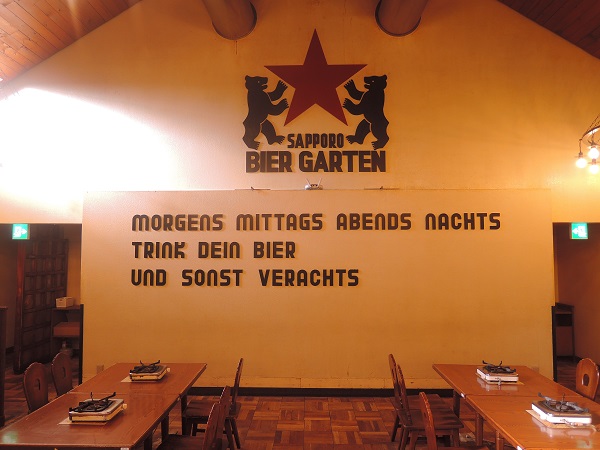 SAPPORO
BIER GARTEN
MORGENS MITTAGS ABENDS NACHTS
TRINK DEIN BIER
UND SONST VERACHTS